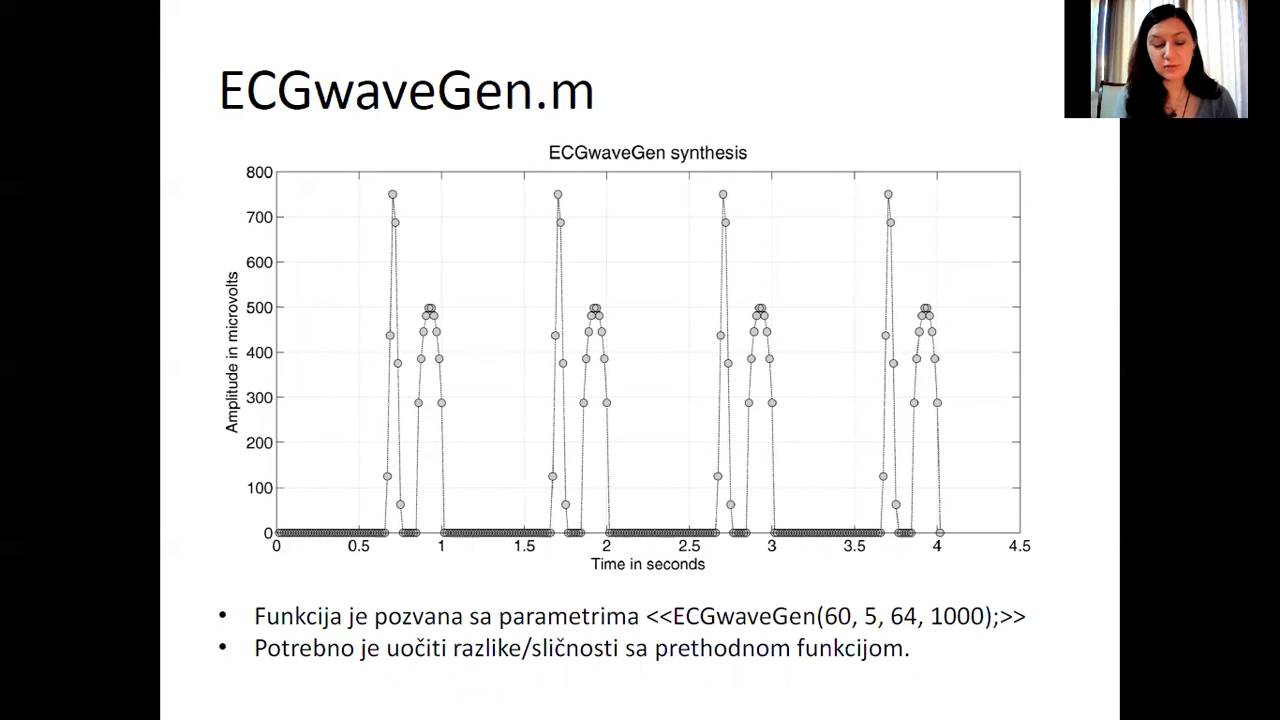 ECGwaveGen.m
ECGwaveGen synthesis
800
700
600
500
400
300
200
100
0
Amplitude in microvolts
0 0.5 1 1.5 2 2.5 3 3.5 4 4.5
Time in seconds
• Funkcija je pozvana sa parametrima <<ECGwaveGen(60, 5, 64, 1000);>>
• Potrebno je uočiti razlike/sličnosti sa prethodnom funkcijom.